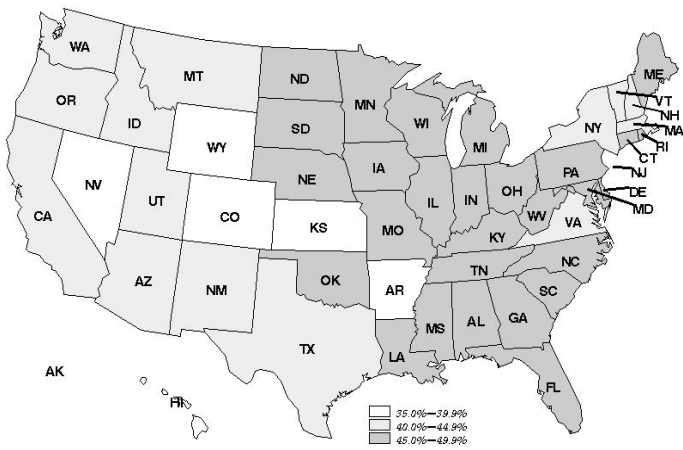 WA
MT
ND
MN
ME
OR
ID
WY
SD
WI
MI
NY
VT
NH
MA
RI
CT
NV
UT
CO
NE
IA
IL
IN
OH
PA
NJ
DE
MD
CA
KS
MO
WV
VA
KY
AZ
NM
OK
AR
TN
NC
SC
TX
LA
MS
AL
GA
FL
AK
HI
35.0%–39.9%
40.0%–44.9%
45.0%–49.9%